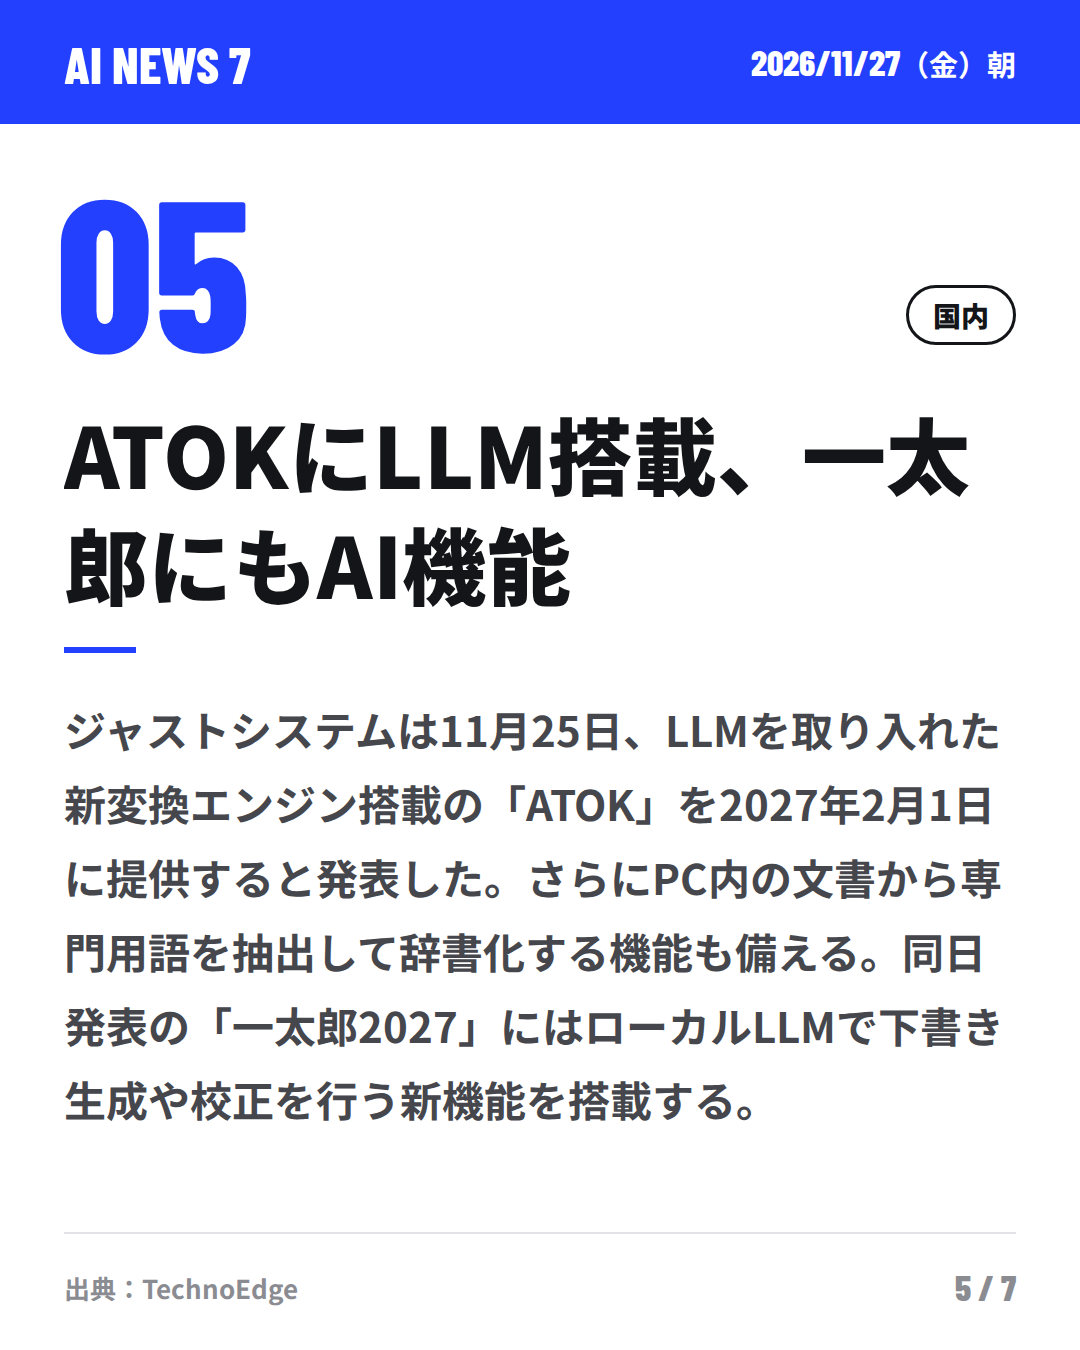 AI NEWS 7
2026/11/27（金）朝
05
国内
ATOKにLLM搭載、一太
郎にもAI機能
ジャストシステムは11月25日、LLMを取り入れた
新変換エンジン搭載の「ATOK」を2027年2月1日
に提供すると発表した。さらにPC内の文書から専
門用語を抽出して辞書化する機能も備える。同日
発表の「一太郎2027」にはローカルLLMで下書き
生成や校正を行う新機能を搭載する。
出典：TechnoEdge
5 / 7